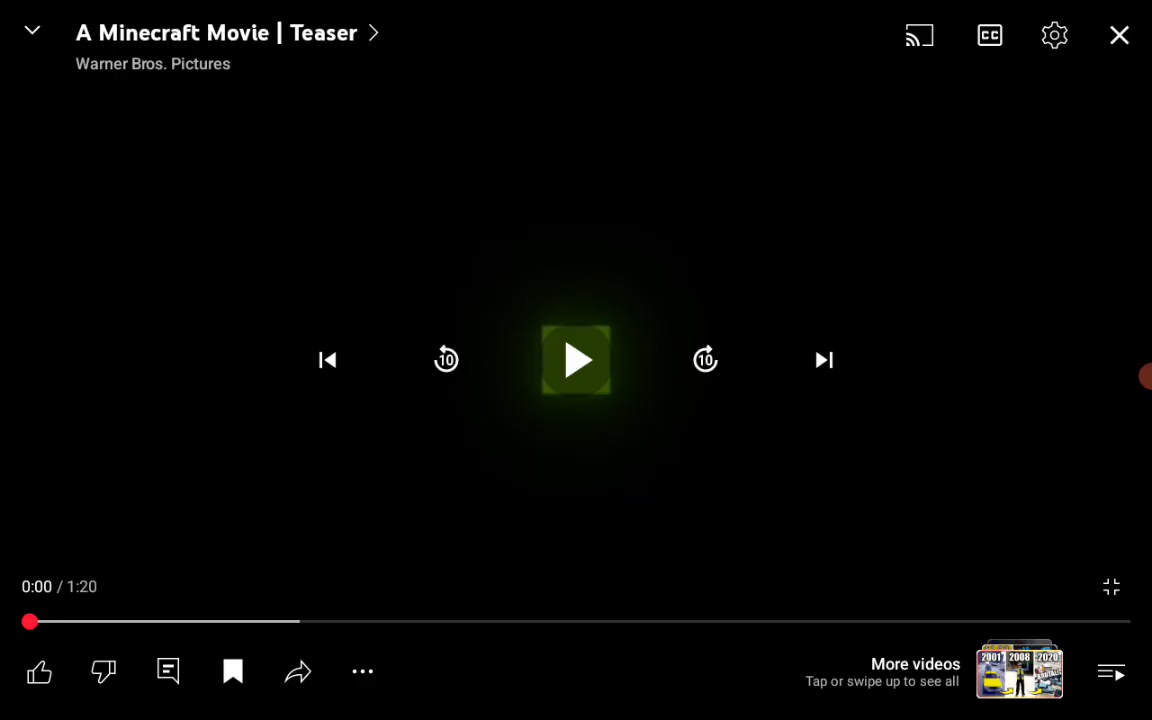 A Minecraft Movie | Teaser
Warner Bros. Pictures
CC
10
10
0:00 / 1:20
More videos
Tap or swipe up to see all
2001 2008 2020